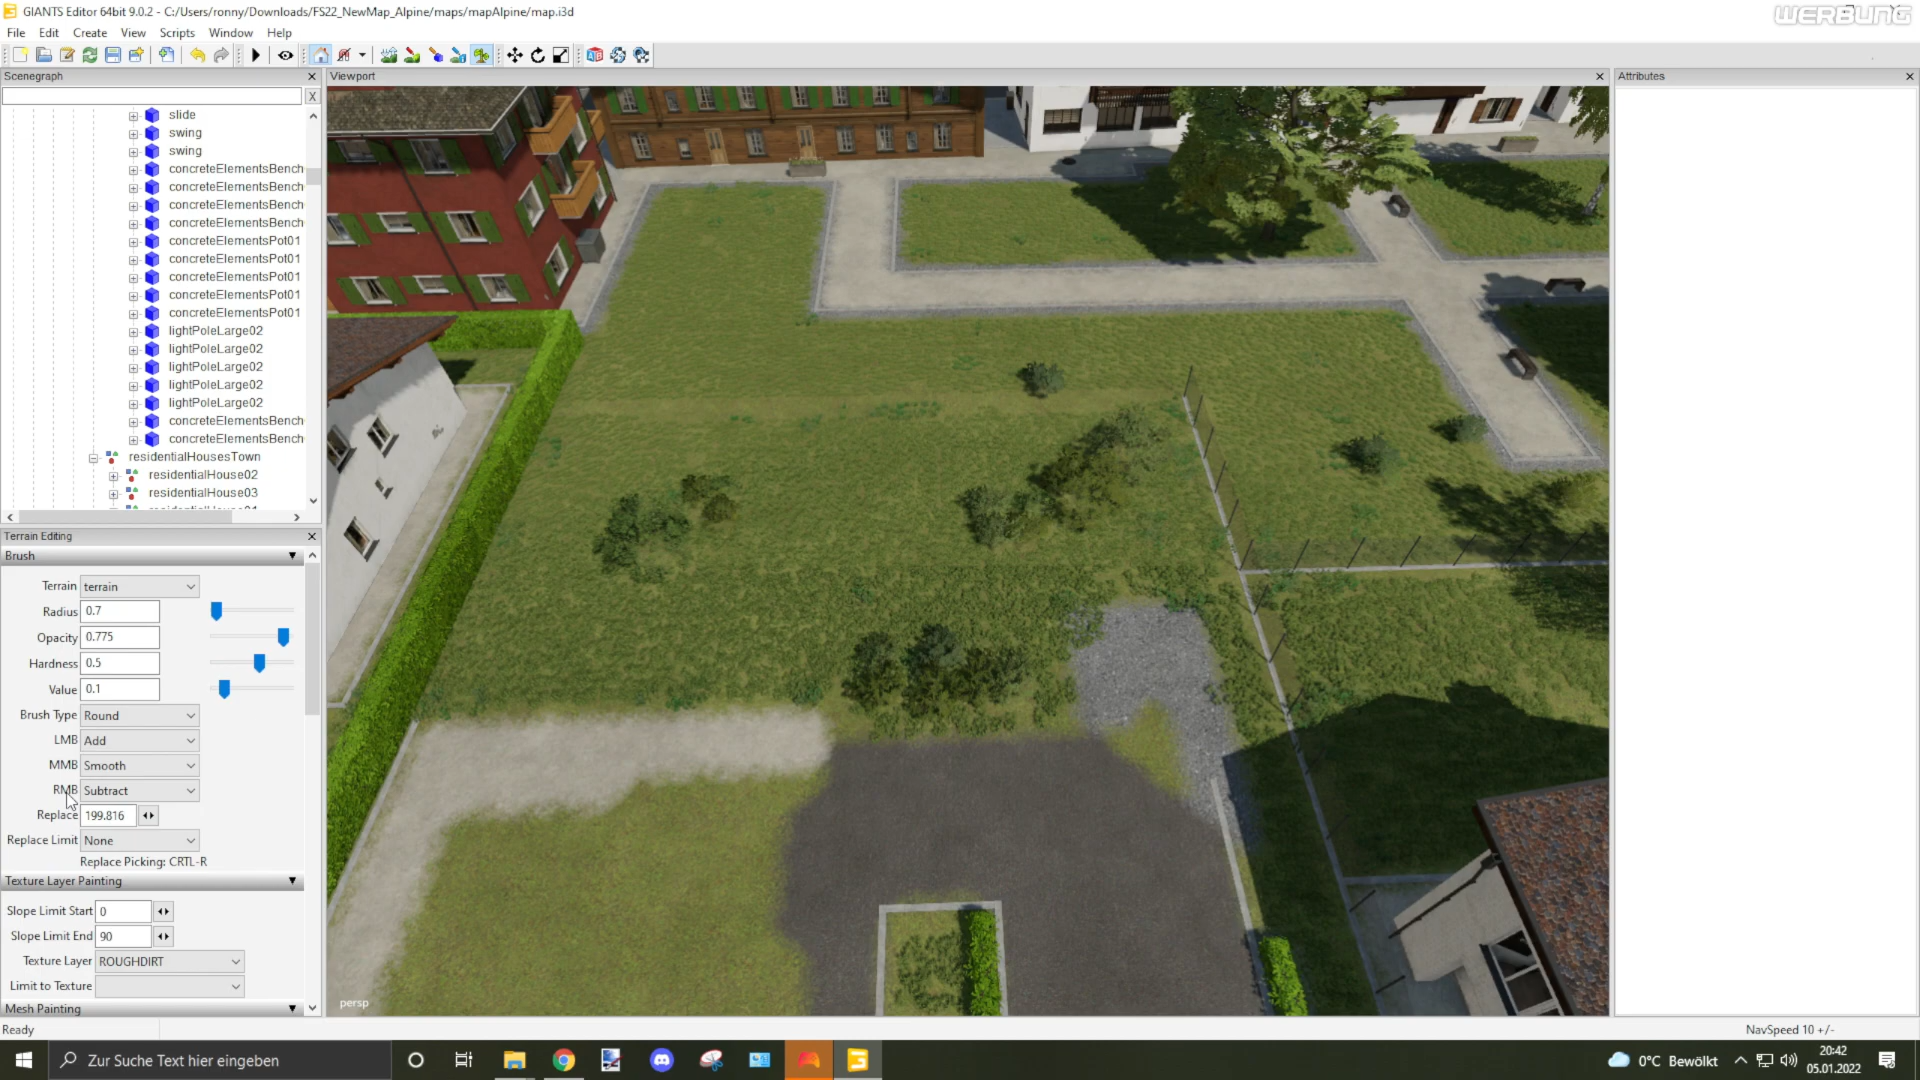 GIANTS Editor 64bit 9.0.2 - C:/Users/ronny/Downloads/FS22_NewMap_Alpine/maps/mapAlpine/map.i3d
WERBUNG
File Edit Create View Scripts Window Help
Scenegraph
Viewport
Attributes
X
slide
swing
swing
concreteElementsBench
concreteElementsBench
concreteElementsBench
concreteElementsBench
concreteElementsPot01
concreteElementsPot01
concreteElementsPot01
concreteElementsPot01
concreteElementsPot01
lightPoleLarge02
lightPoleLarge02
lightPoleLarge02
lightPoleLarge02
lightPoleLarge02
concreteElementsBench
concreteElementsBench
residentialHousesTown
residentialHouse02
residentialHouse03
Terrain Editing
Brush
Terrain terrain
Radius 0.7
Opacity 0.775
Hardness 0.5
Value 0.1
Brush Type Round
LMB Add
MMB Smooth
RMB Subtract
Replace 199.816
Replace Limit None
Replace Picking: CRTL-R
Texture Layer Painting
Slope Limit Start 0
Slope Limit End 90
Texture Layer ROUGHDIRT
Limit to Texture
Mesh Painting
persp
Ready
NavSpeed 10 +/-
Zur Suche Text hier eingeben
0°C Bewölkt
20:42
05.01.2022